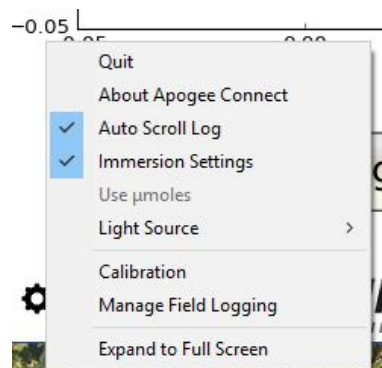 −0.05
Quit
About Apogee Connect
Auto Scroll Log
Immersion Settings
Use µmoles
Light Source
Calibration
Manage Field Logging
Expand to Full Screen